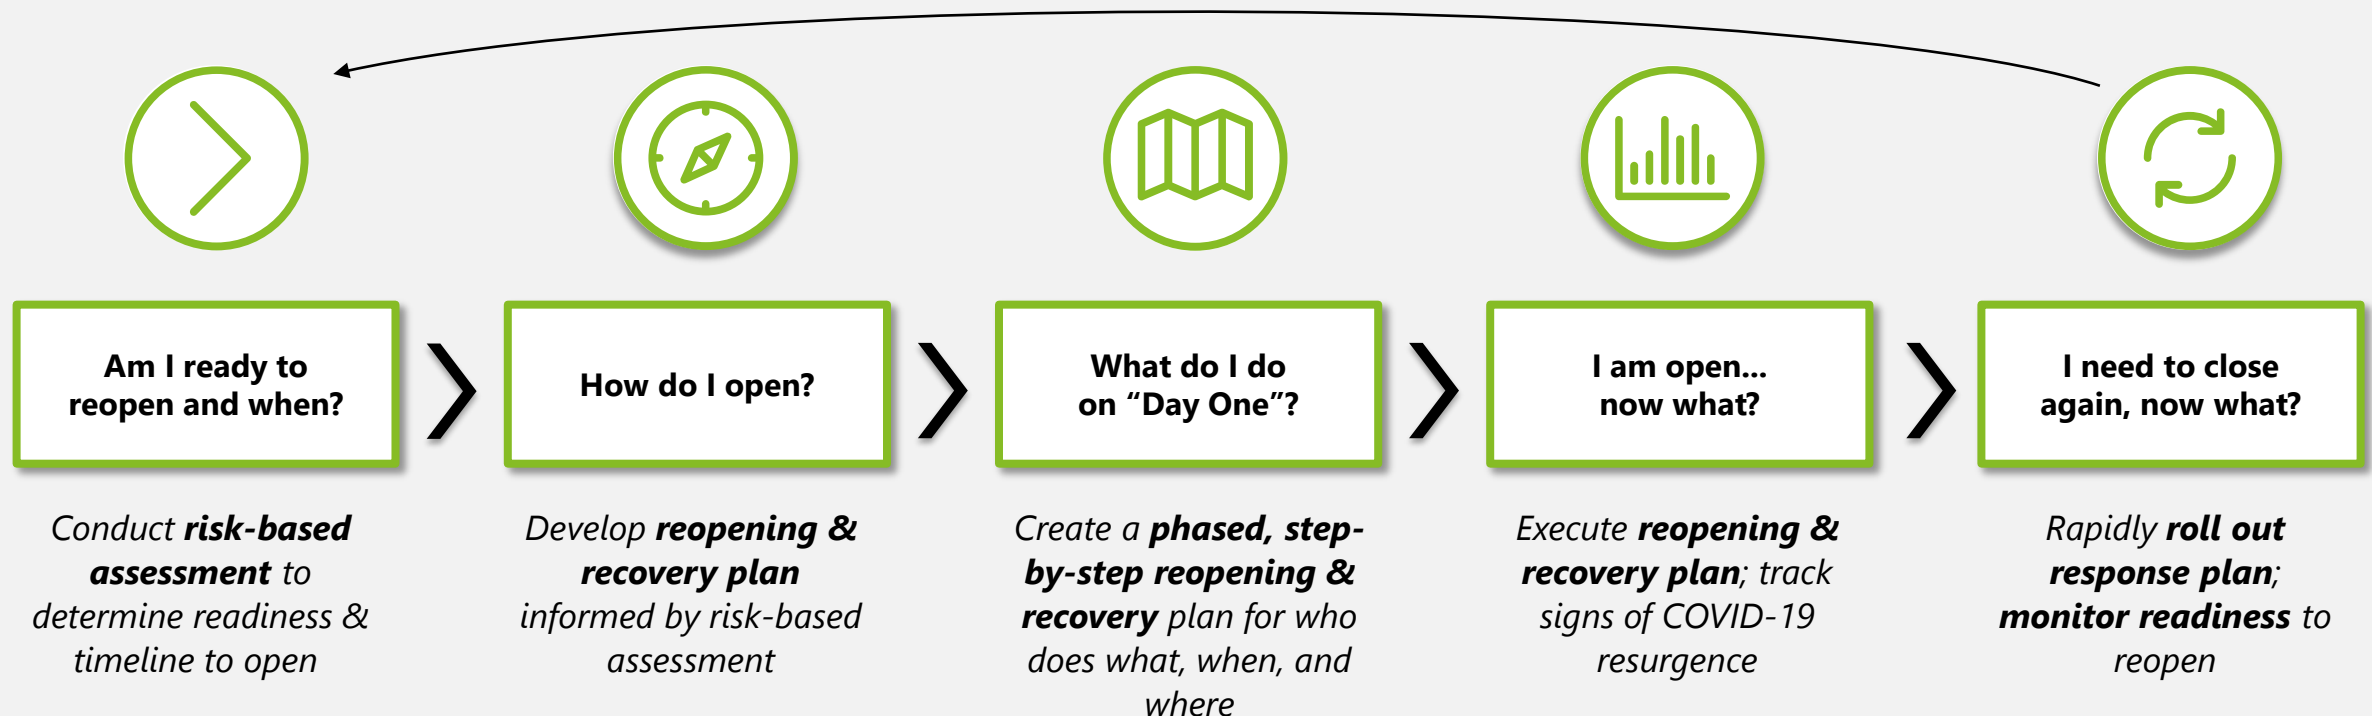 Am I ready to
reopen and when?
How do I open?
What do I do
on “Day One”?
I am open...
now what?
I need to close
again, now what?
Conduct risk-based
assessment to
determine readiness &
timeline to open
Develop reopening &
recovery plan
informed by risk-based
assessment
Create a phased, step-
by-step reopening &
recovery plan for who
does what, when, and
where
Execute reopening &
recovery plan; track
signs of COVID-19
resurgence
Rapidly roll out
response plan;
monitor readiness to
reopen